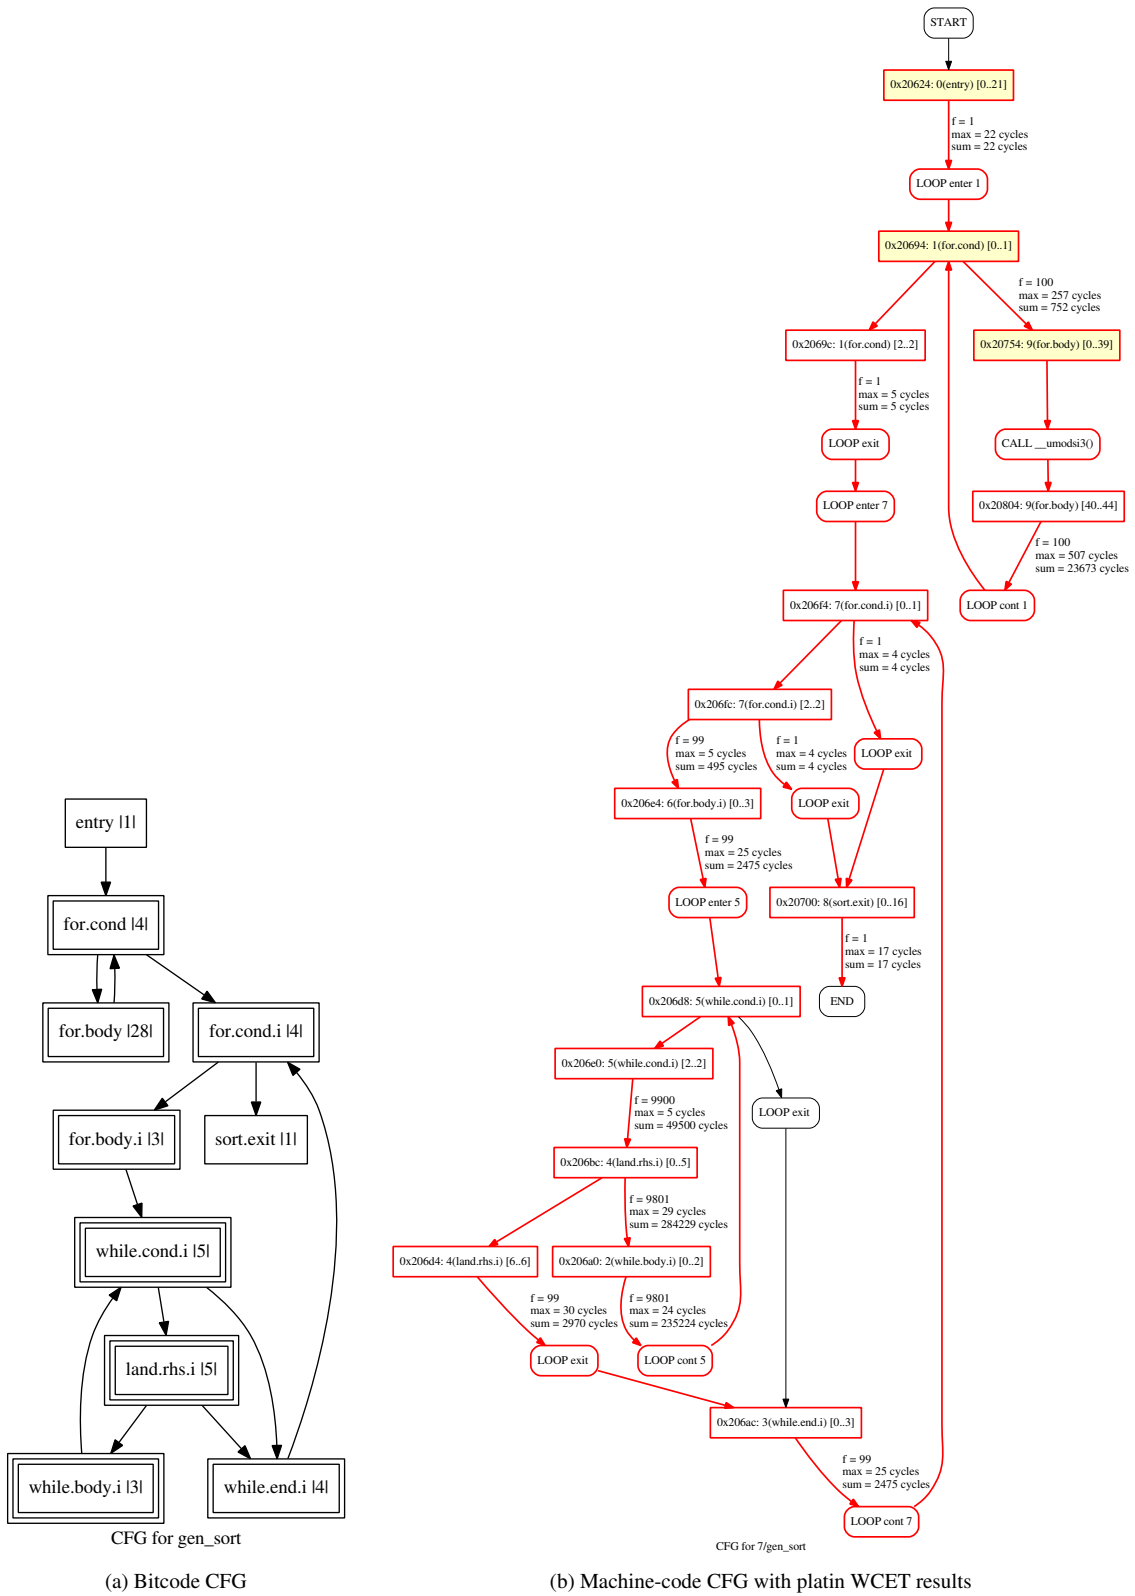 START
0x20624: 0(entry) [0..21]
f = 1
max = 22 cycles
sum = 22 cycles
LOOP enter 1
0x20694: 1(for.cond) [0..1]
f = 100
max = 257 cycles
sum = 752 cycles
0x2069c: 1(for.cond) [2..2]
0x20754: 9(for.body) [0..39]
f = 1
max = 5 cycles
sum = 5 cycles
LOOP exit
CALL __umodsi3()
LOOP enter 7
0x20804: 9(for.body) [40..44]
f = 100
max = 507 cycles
sum = 23673 cycles
0x206f4: 7(for.cond.i) [0..1]
LOOP cont 1
f = 1
max = 4 cycles
sum = 4 cycles
0x206fc: 7(for.cond.i) [2..2]
f = 99
max = 5 cycles
sum = 495 cycles
f = 1
max = 4 cycles
sum = 4 cycles
LOOP exit
0x206e4: 6(for.body.i) [0..3]
LOOP exit
f = 99
max = 25 cycles
sum = 2475 cycles
LOOP enter 5
0x20700: 8(sort.exit) [0..16]
f = 1
max = 17 cycles
sum = 17 cycles
0x206d8: 5(while.cond.i) [0..1]
END
0x206e0: 5(while.cond.i) [2..2]
f = 9900
max = 5 cycles
sum = 49500 cycles
LOOP exit
0x206bc: 4(land.rhs.i) [0..5]
f = 9801
max = 29 cycles
sum = 284229 cycles
0x206d4: 4(land.rhs.i) [6..6]
0x206a0: 2(while.body.i) [0..2]
f = 99
max = 30 cycles
sum = 2970 cycles
f = 9801
max = 24 cycles
sum = 235224 cycles
LOOP exit
LOOP cont 5
0x206ac: 3(while.end.i) [0..3]
f = 99
max = 25 cycles
sum = 2475 cycles
LOOP cont 7
CFG for 7/gen_sort
entry |1|
for.cond |4|
for.body |28|
for.cond.i |4|
for.body.i |3|
sort.exit |1|
while.cond.i |5|
land.rhs.i |5|
while.body.i |3|
while.end.i |4|
CFG for gen_sort
(a) Bitcode CFG
(b) Machine-code CFG with platin WCET results